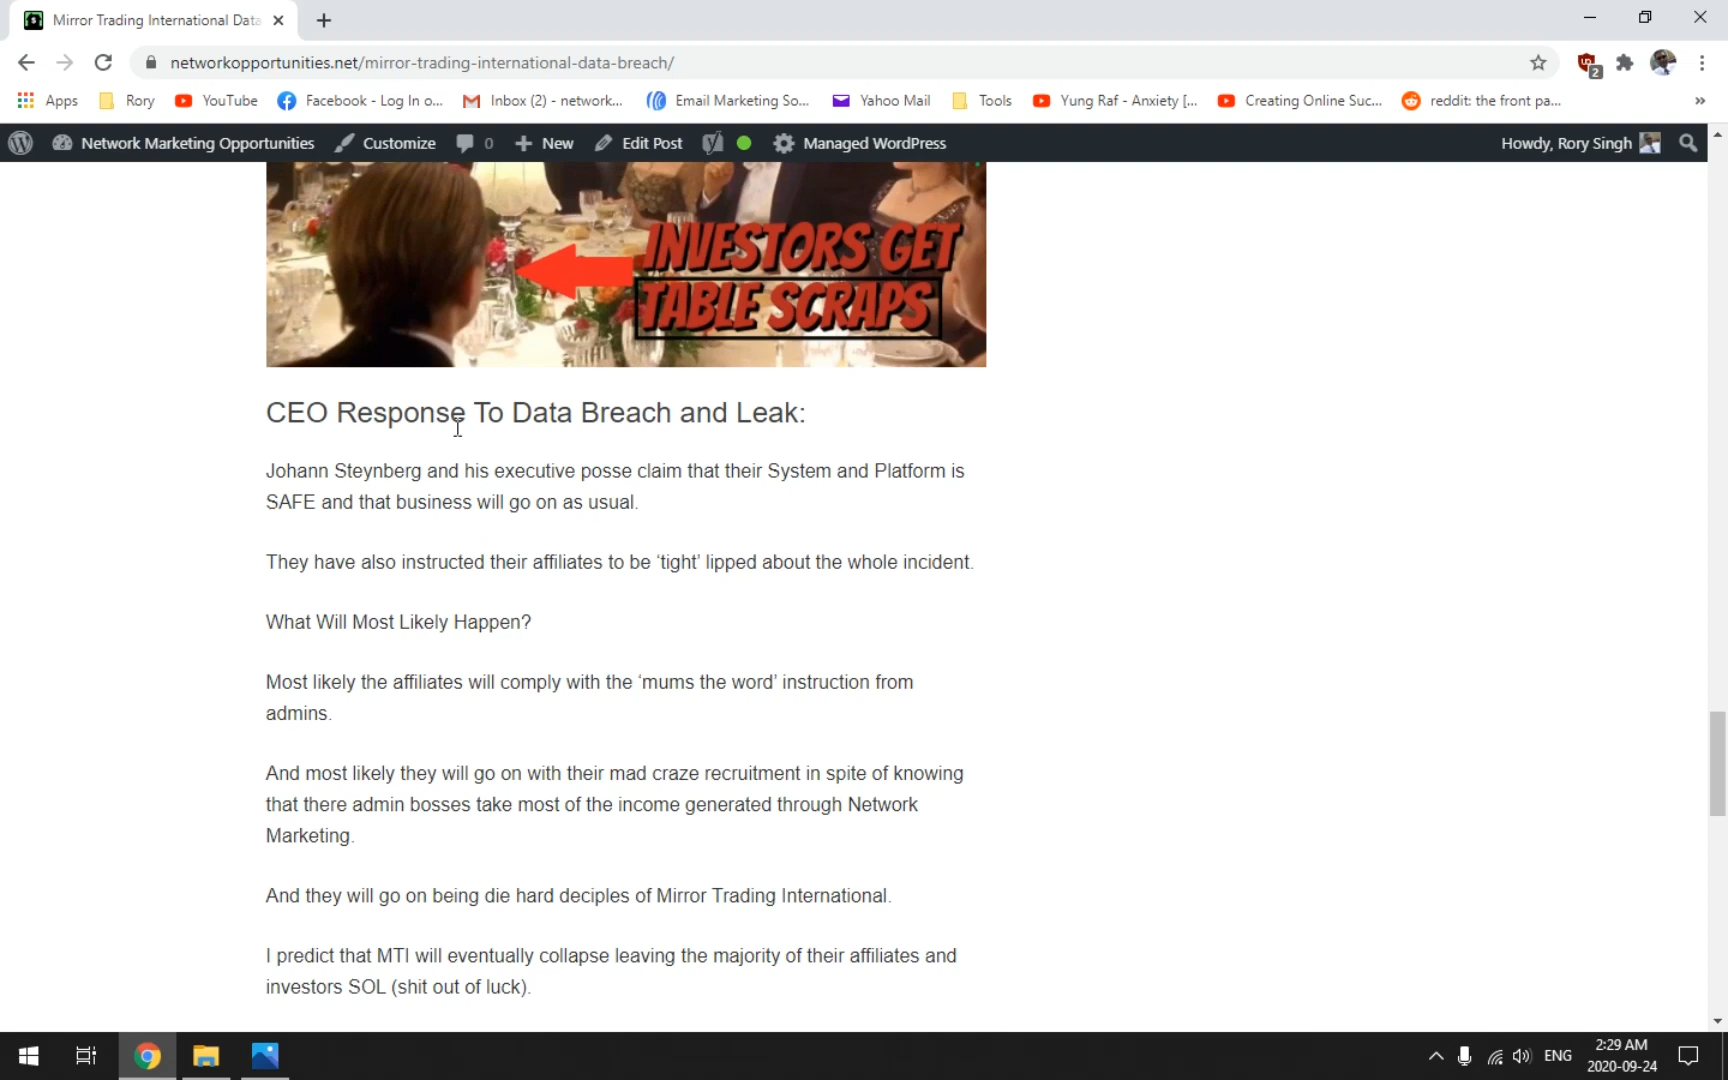 Mirror Trading International Data
networkopportunities.net/mirror-trading-international-data-breach/
2
Apps Rory YouTube Facebook - Log In o... Inbox (2) - network... Email Marketing So... Yahoo Mail Tools Yung Raf - Anxiety [... Creating Online Suc... reddit: the front pa... »
Network Marketing Opportunities Customize 0 New Edit Post Managed WordPress Howdy, Rory Singh
INVESTORS GET
TABLE SCRAPS
CEO Response To Data Breach and Leak:
Johann Steynberg and his executive posse claim that their System and Platform is
SAFE and that business will go on as usual.
They have also instructed their affiliates to be ‘tight’ lipped about the whole incident.
What Will Most Likely Happen?
Most likely the affiliates will comply with the ‘mums the word’ instruction from
admins.
And most likely they will go on with their mad craze recruitment in spite of knowing
that there admin bosses take most of the income generated through Network
Marketing.
And they will go on being die hard deciples of Mirror Trading International.
I predict that MTI will eventually collapse leaving the majority of their affiliates and
investors SOL (shit out of luck).
ENG
2:29 AM
2020-09-24